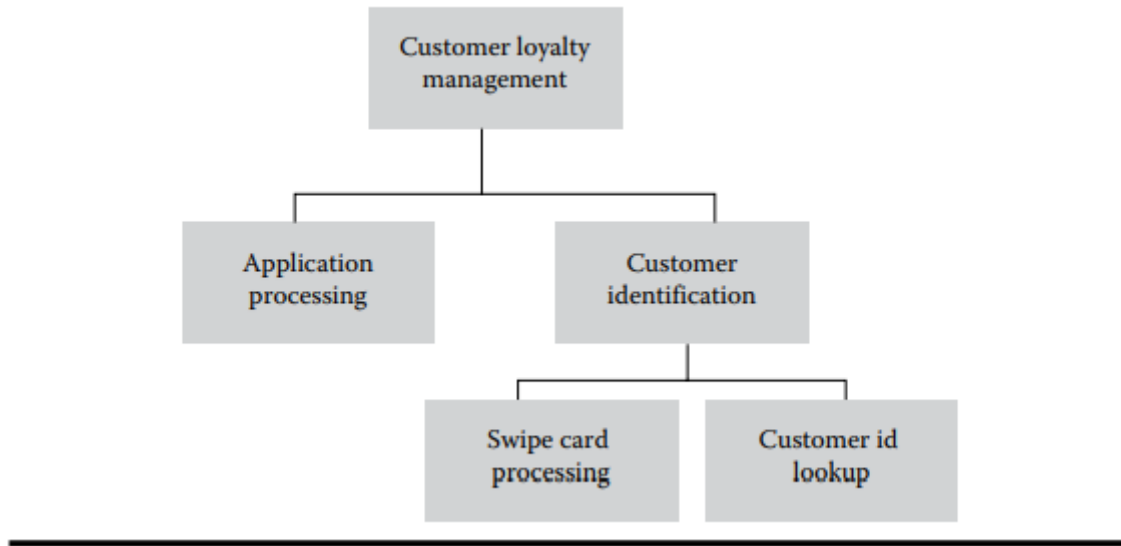 Customer loyalty
management
Application
processing
Customer
identification
Swipe card
processing
Customer id
lookup